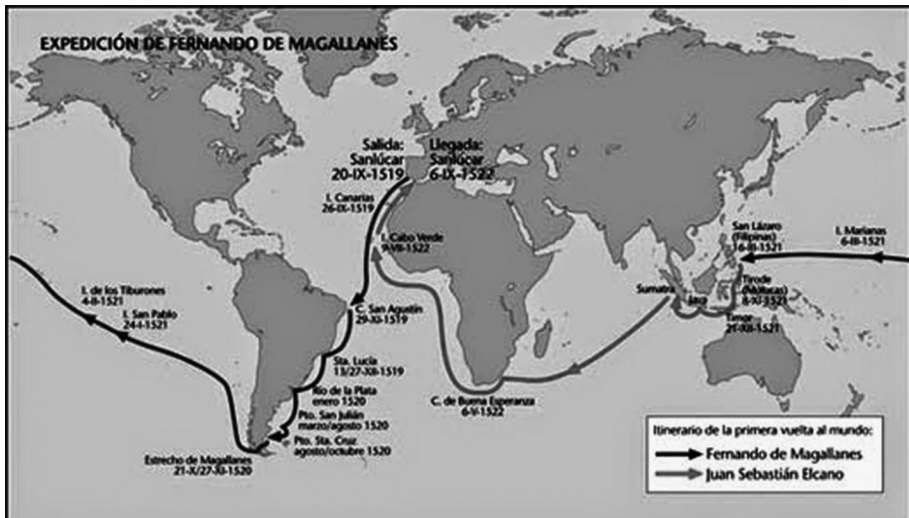 EXPEDICIÓN DE FERNANDO DE MAGALLANES
Salida:
Sanlúcar
20-IX-1519
Llegada:
Sanlúcar
6-IX-1522
I. Canarias
26-IX-1519
I. Cabo Verde
9-VII-1522
San Lázaro
(Filipinas)
16-III-1521
I. Marianas
6-III-1521
I. de los Tiburones
4-II-1521
I. San Pablo
24-I-1521
C. San Agustín
29-XI-1519
Sumatra
Java
Tirode
(Molucas)
8-XI-1521
Timor
21-XII-1521
Sta. Lucía
13/27-XII-1519
Río de la Plata
enero 1520
C. de Buena Esperanza
6-V-1522
Pto. San Julián
marzo/agosto 1520
Pto. Sta. Cruz
agosto/octubre 1520
Estrecho de Magallanes
21-X/27-XI-1520
Itinerario de la primera vuelta al mundo:
Fernando de Magallanes
Juan Sebastián Elcano